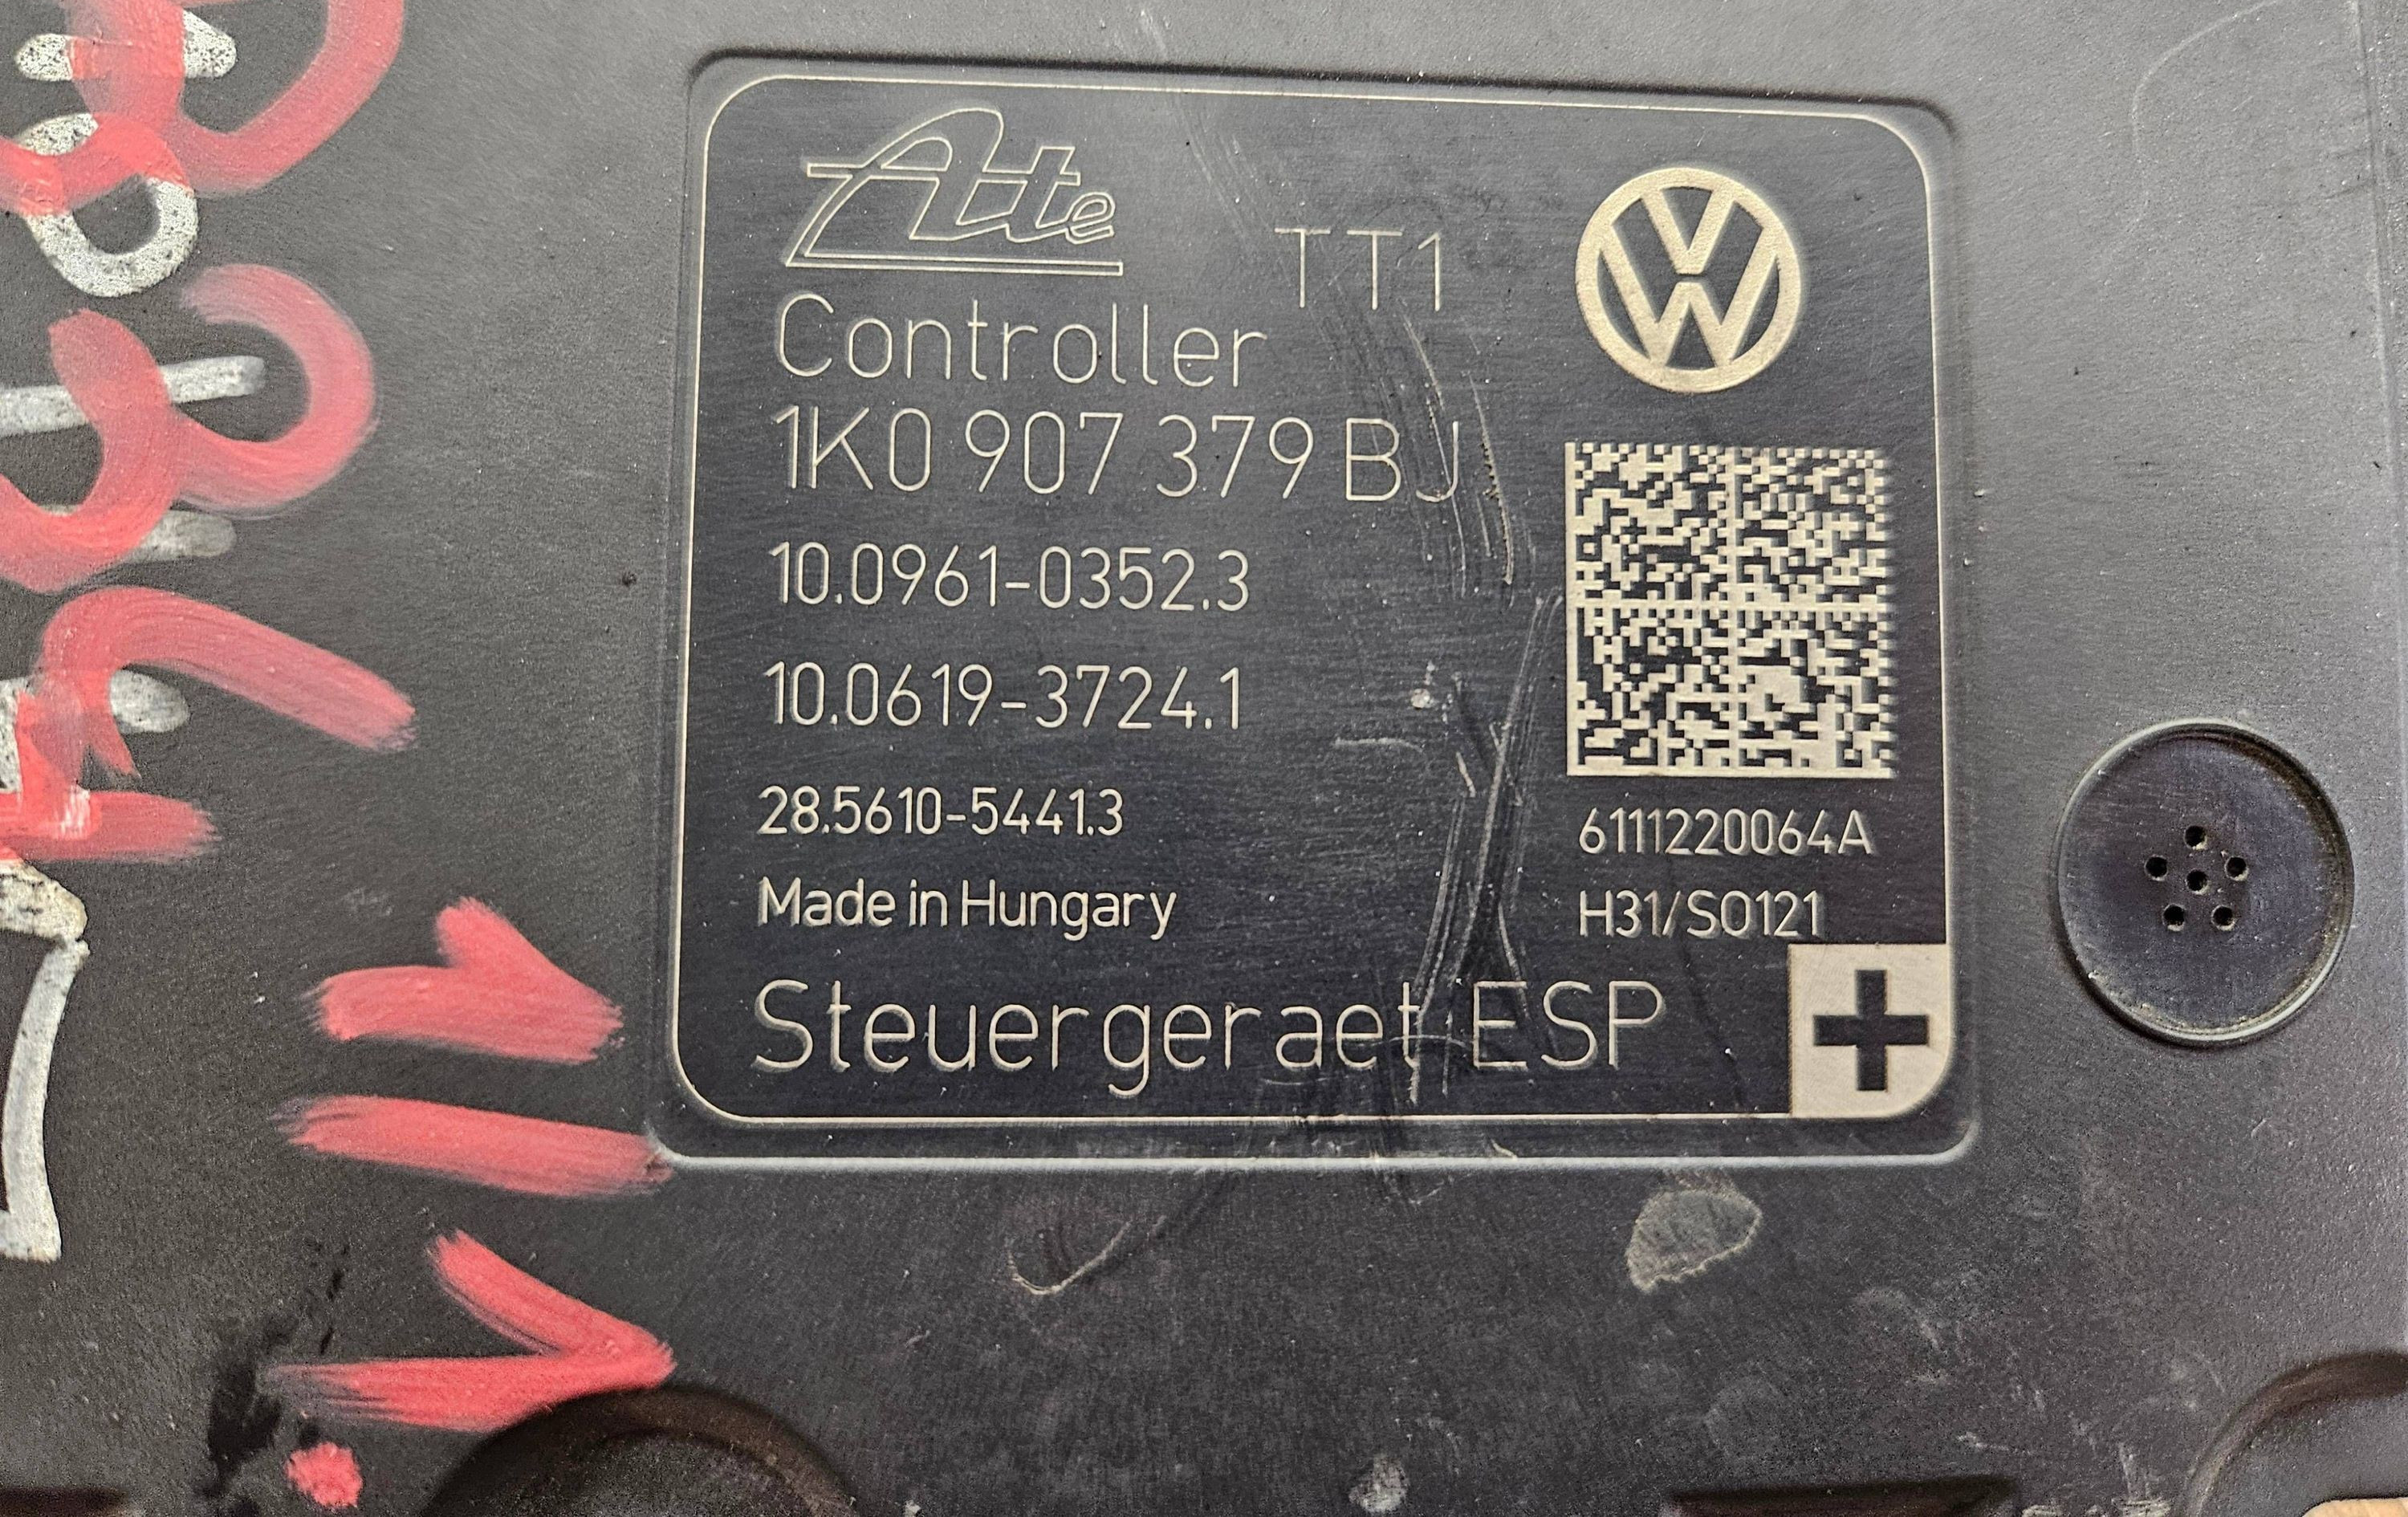 Ate
TT1
Controller
1K0 907 379 BJ
10.0961-0352.3
10.0619-3724.1
28.5610-5441.3
Made in Hungary
6111220064A
H31/S0121
Steuergeraet ESP